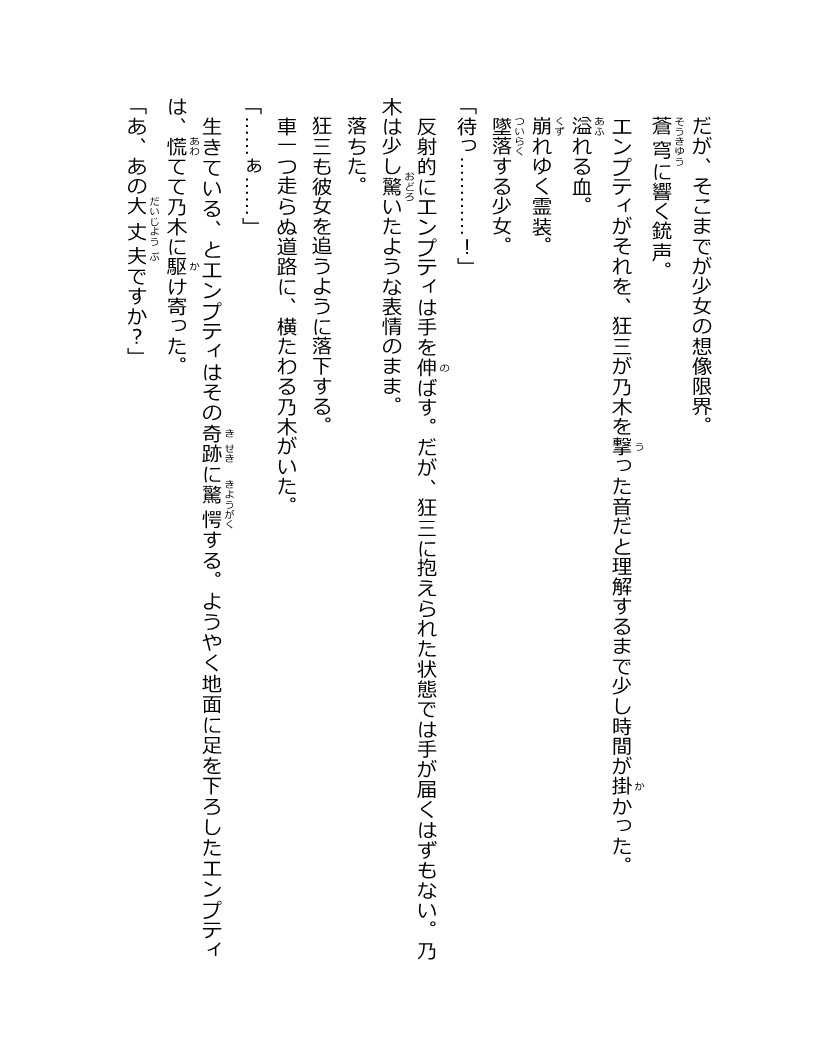 だが、そこまでが少女の想像限界。
蒼穹に響く銃声。
エンプティがそれを、狂三が乃木を撃った音だと理解するまで少し時間が掛かった。
溢れる血。
崩れゆく霊装。
墜落する少女。
「待っ…………！」
反射的にエンプティは手を伸ばす。だが、狂三に抱えられた状態では手が届くはずもない。乃
木は少し驚いたような表情のまま。
落ちた。
狂三も彼女を追うように落下する。
車一つ走らぬ道路に、横たわる乃木がいた。
「……ぁ……」
生きている、とエンプティはその奇跡に驚愕する。ようやく地面に足を下ろしたエンプティ
は、慌てて乃木に駆け寄った。
「あ、あの大丈夫ですか？」